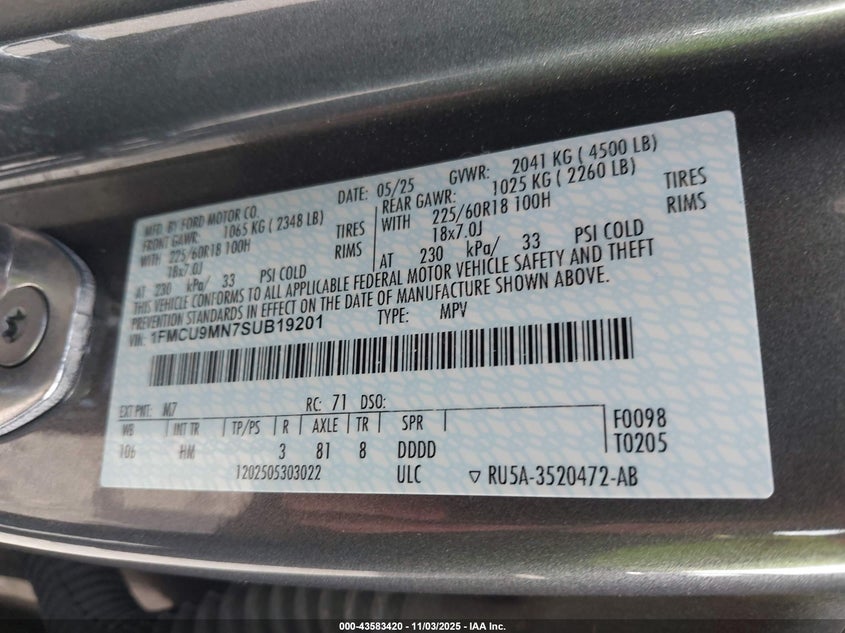 MFD. BY FORD MOTOR CO.
DATE: 05/25 GVWR: 2041 KG ( 4500 LB)
FRONT GAWR: 1065 KG ( 2348 LB)
REAR GAWR: 1025 KG ( 2260 LB)
WITH 225/60R18 100H TIRES
WITH 225/60R18 100H TIRES
18x7.0J RIMS
18x7.0J RIMS
AT 230 kPa/ 33 PSI COLD
AT 230 kPa/ 33 PSI COLD
THIS VEHICLE CONFORMS TO ALL APPLICABLE FEDERAL MOTOR VEHICLE SAFETY AND THEFT
PREVENTION STANDARDS IN EFFECT ON THE DATE OF MANUFACTURE SHOWN ABOVE.
VIN: 1FMCU9MN7SUB19201 TYPE: MPV
EXT PNT: M7 RC: 71 DSO:
WB INT TR TP/PS R AXLE TR SPR F0098
106 HM 3 81 8 DDDD T0205
1202505303022 ULC ▽ RU5A-3520472-AB
000-43583420 - 11/03/2025 - IAA Inc.